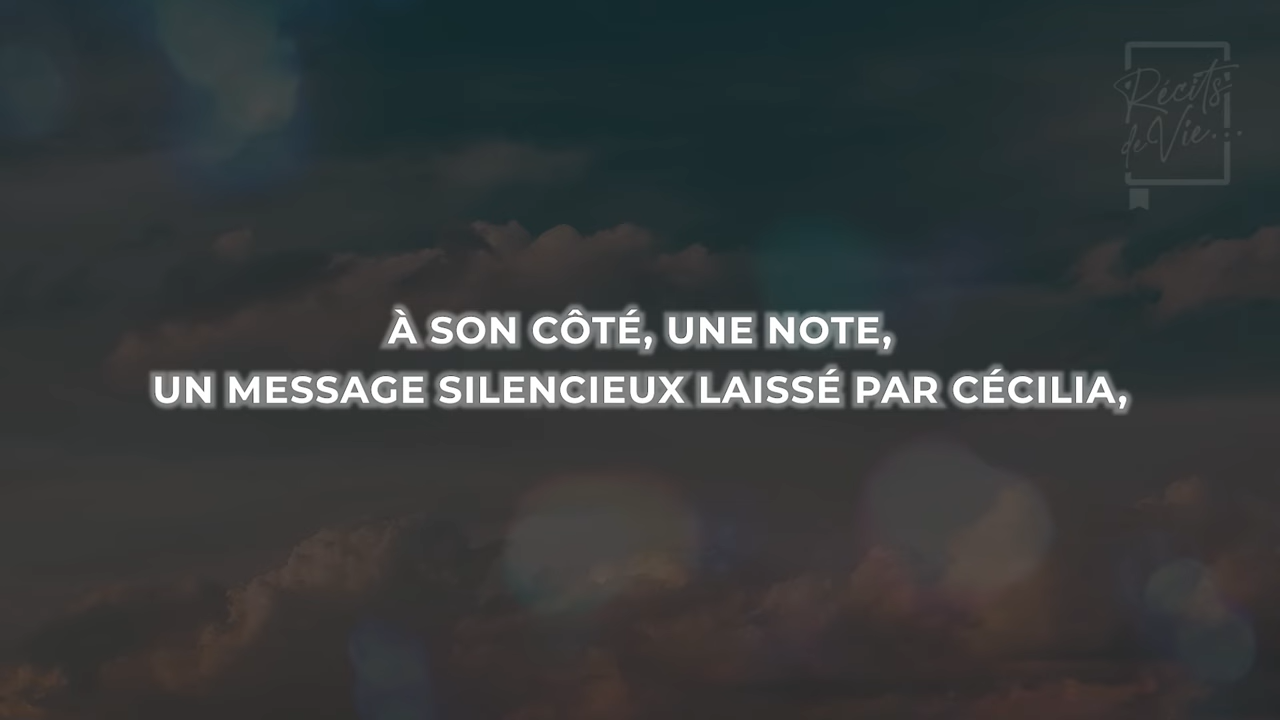 Récits
de Vie...
À SON CÔTÉ, UNE NOTE,
UN MESSAGE SILENCIEUX LAISSÉ PAR CÉCILIA,